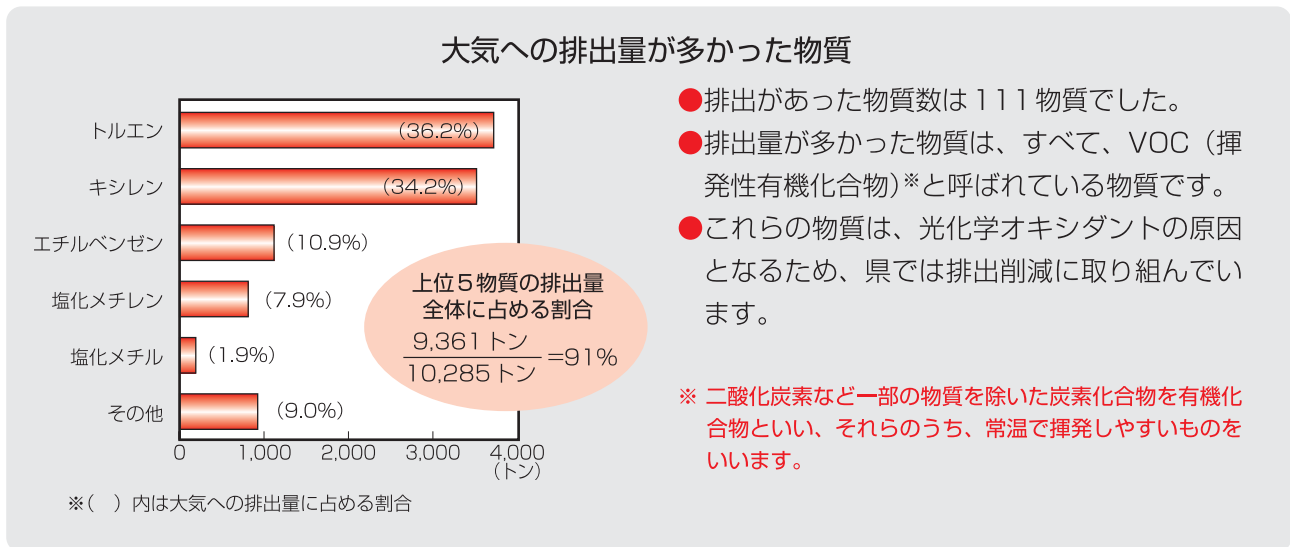 大気への排出量が多かった物質
トルエン
(36.2%)
キシレン
(34.2%)
エチルベンゼン
(10.9%)
塩化メチレン
(7.9%)
塩化メチル
(1.9%)
その他
(9.0%)
0
1,000
2,000
3,000
4,000
(トン)
上位5物質の排出量
全体に占める割合
9,361トン
10,285トン
=91%
※( )内は大気への排出量に占める割合
●排出があった物質数は111物質でした。
●排出量が多かった物質は、すべて、VOC(揮
発性有機化合物)※と呼ばれている物質です。
●これらの物質は、光化学オキシダントの原因
となるため、県では排出削減に取り組んでい
ます。
※ 二酸化炭素など一部の物質を除いた炭素化合物を有機化
合物といい、それらのうち、常温で揮発しやすいものを
いいます。